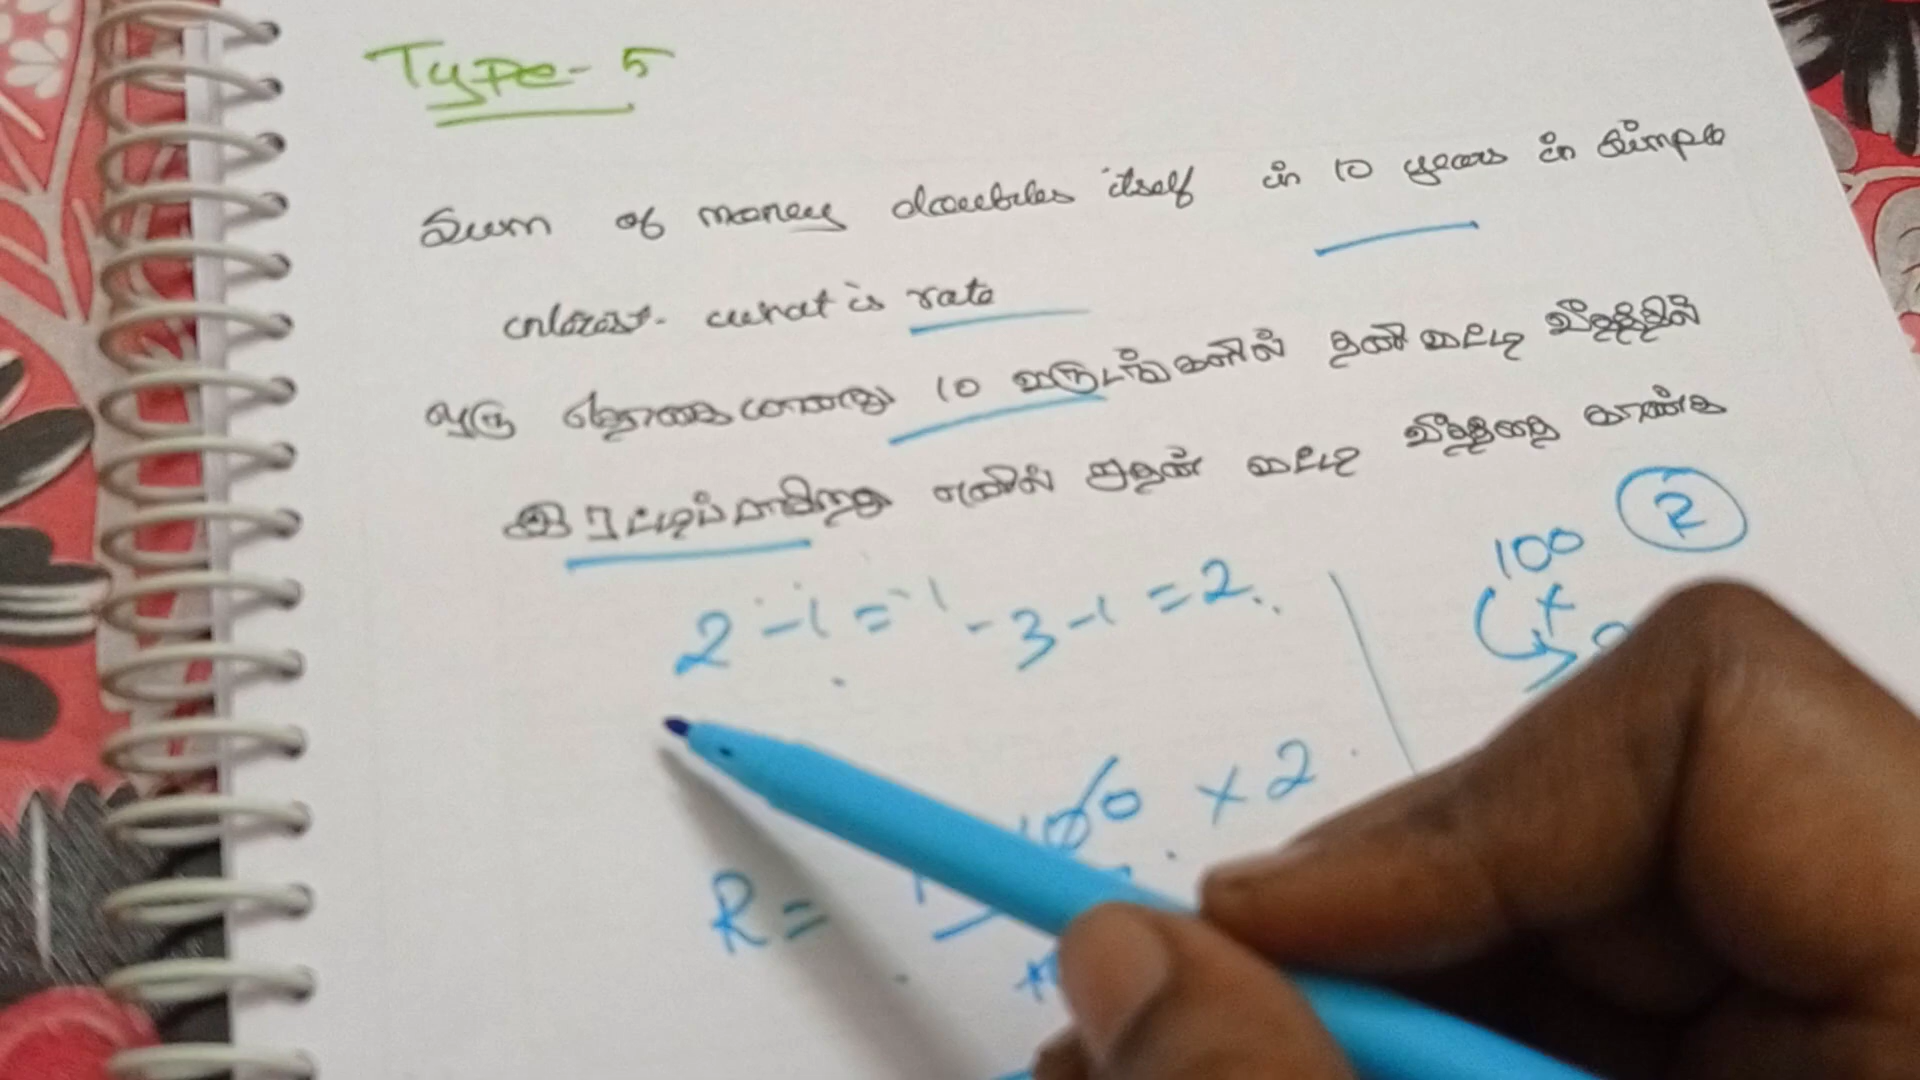 Type - 5
Sum of money doubles itself in 10 years in Simple
interest. what is rate
ஒரு தொகையானது 10 வருடங்களில் தனி வட்டி வீதத்தில்
இரட்டிப்பாகிறது எனில் அதன் வட்டி வீதத்தை காண்க
2 - 1 = 1 - 3 - 1 = 2
100 2
x
100 x 2
R =